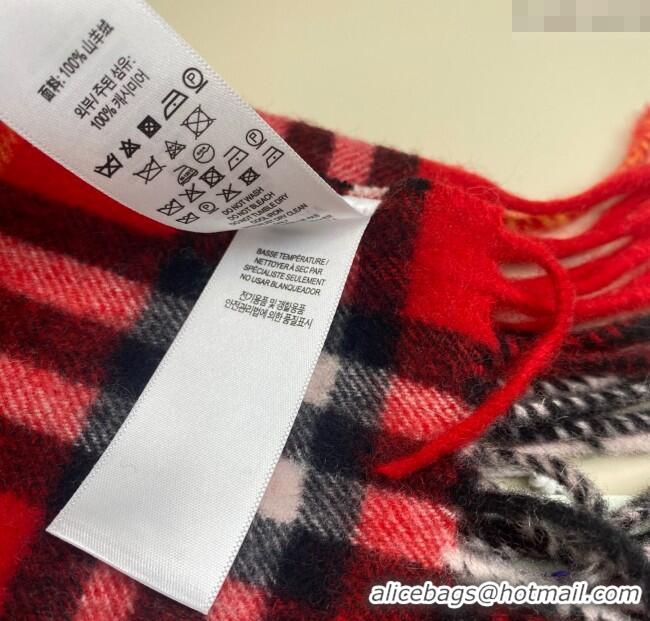 面料: 100% 山羊绒
외부/주된 섬유:
100% 캐시미어
DO NOT WASH
DO NOT BLEACH
DO NOT TUMBLE DRY
COOL IRON
DRY CLEAN
BASSE TEMPÉRATURE /
NETTOYER À SEC PAR
SPÉCIALISTE SEULEMENT
NO USAR BLANQUEADOR
전기용품 및 생활용품
안전관리법에 의한 품질표시
alicebags@hotmail.com